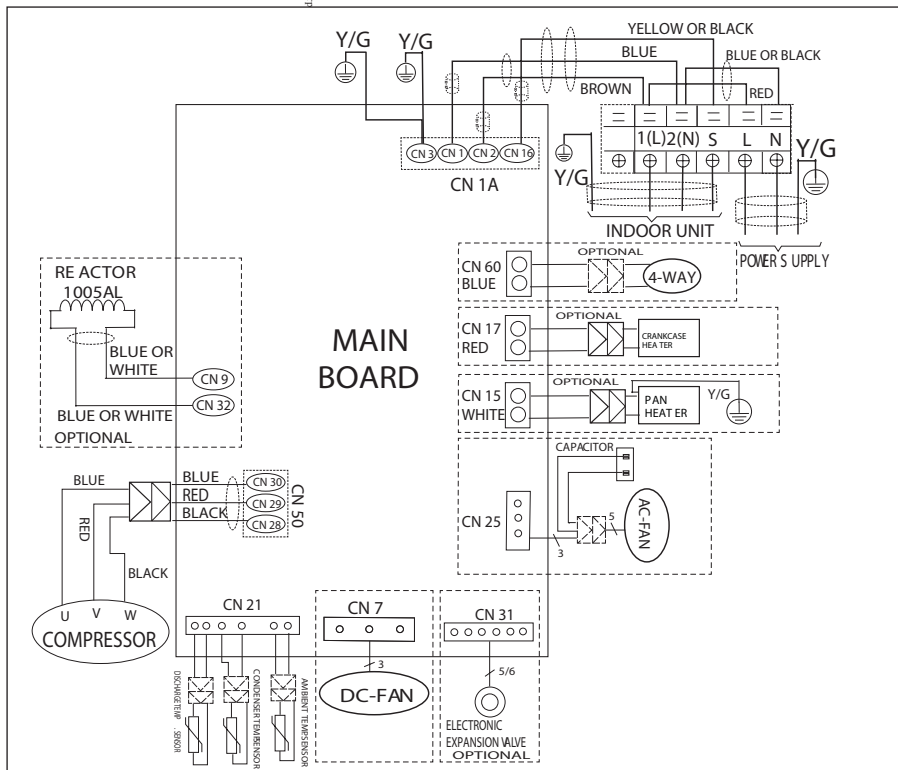 Y/G
Y/G
YELLOW OR BLACK
BLUE
BLUE OR BLACK
BROWN
RED
1(L) 2(N) S L N
Y/G
Y/G
INDOOR UNIT
POWER S UPPLY
CN 3
CN 1
CN 2
CN 16
CN 1A
RE ACTOR
1005AL
BLUE OR
WHITE
CN 9
CN 32
BLUE OR WHITE
OPTIONAL
MAIN
BOARD
OPTIONAL
CN 60
BLUE
4-WAY
OPTIONAL
CN 17
RED
CRANKCASE
HEATER
OPTIONAL
CN 15
WHITE
PAN
HEAT ER
Y/G
CAPACITOR
CN 25
3
5
AC-FAN
BLUE
RED
BLACK
BLUE
RED
BLACK
CN 30
CN 29
CN 28
CN 50
U V W
COMPRESSOR
CN 21
DISCHARGE TEMP
. SENSOR
CONDENSER TEMP.SENSOR
AMBIENT TEMP.SENSOR
CN 7
3
DC-FAN
CN 31
5/6
ELECTRONIC
EXPANSION VALVE
OPTIONAL